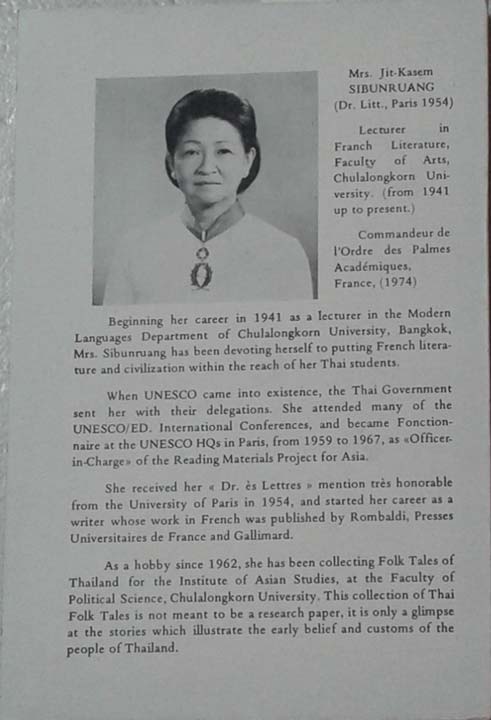 Mrs. Jit-Kasem
SIBUNRUANG
(Dr. Litt., Paris 1954)
Lecturer in
Franch Literature,
Faculty of Arts,
Chulalongkorn Uni-
versity. (from 1941
up to present.)
Commandeur de
l'Ordre des Palmes
Académiques,
France, (1974)
Beginning her career in 1941 as a lecturer in the Modern
Languages Department of Chulalongkorn University, Bangkok,
Mrs. Sibunruang has been devoting herself to putting French litera-
ture and civilization within the reach of her Thai students.
When UNESCO came into existence, the Thai Government
sent her with their delegations. She attended many of the
UNESCO/ED. International Conferences, and became Fonction-
naire at the UNESCO HQs in Paris, from 1959 to 1967, as «Officer-
in-Charge» of the Reading Materials Project for Asia.
She received her « Dr. ès Lettres » mention très honorable
from the University of Paris in 1954, and started her career as a
writer whose work in French was published by Rombaldi, Presses
Universitaires de France and Gallimard.
As a hobby since 1962, she has been collecting Folk Tales of
Thailand for the Institute of Asian Studies, at the Faculty of
Political Science, Chulalongkorn University. This collection of Thai
Folk Tales is not meant to be a research paper, it is only a glimpse
at the stories which illustrate the early belief and customs of the
people of Thailand.